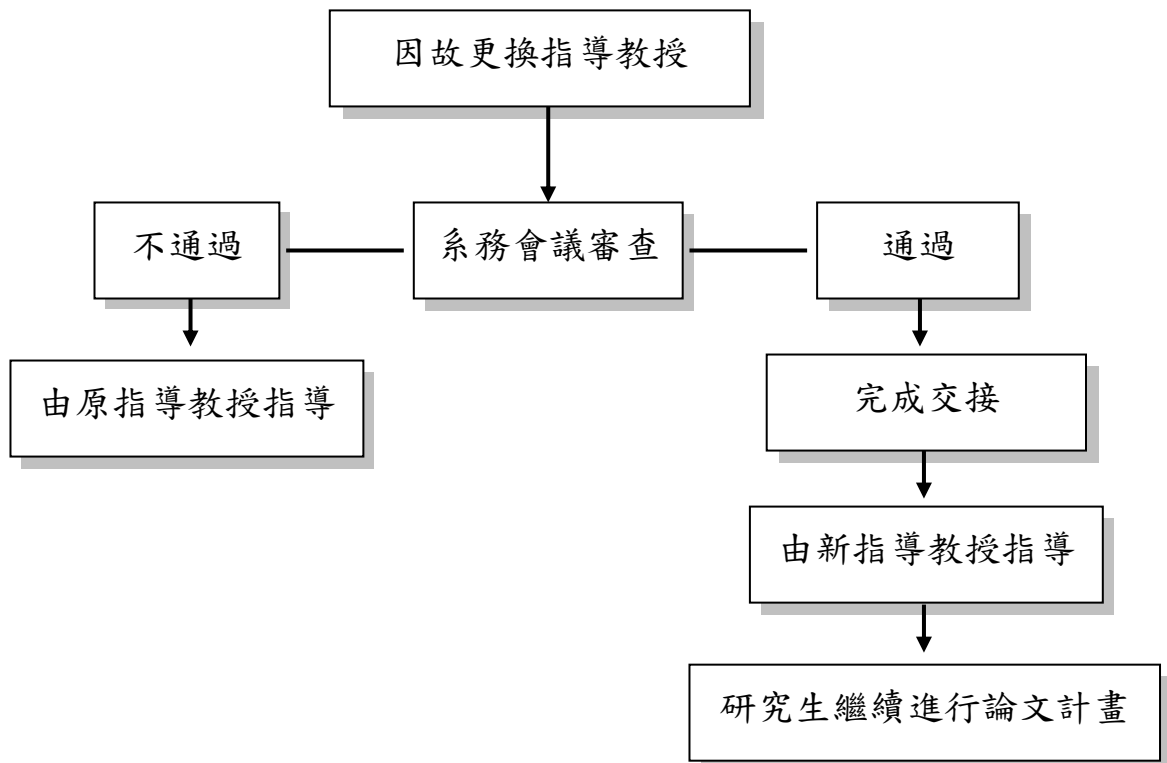 因故更換指導教授
不通過
系務會議審查
通過
由原指導教授指導
完成交接
由新指導教授指導
研究生繼續進行論文計畫